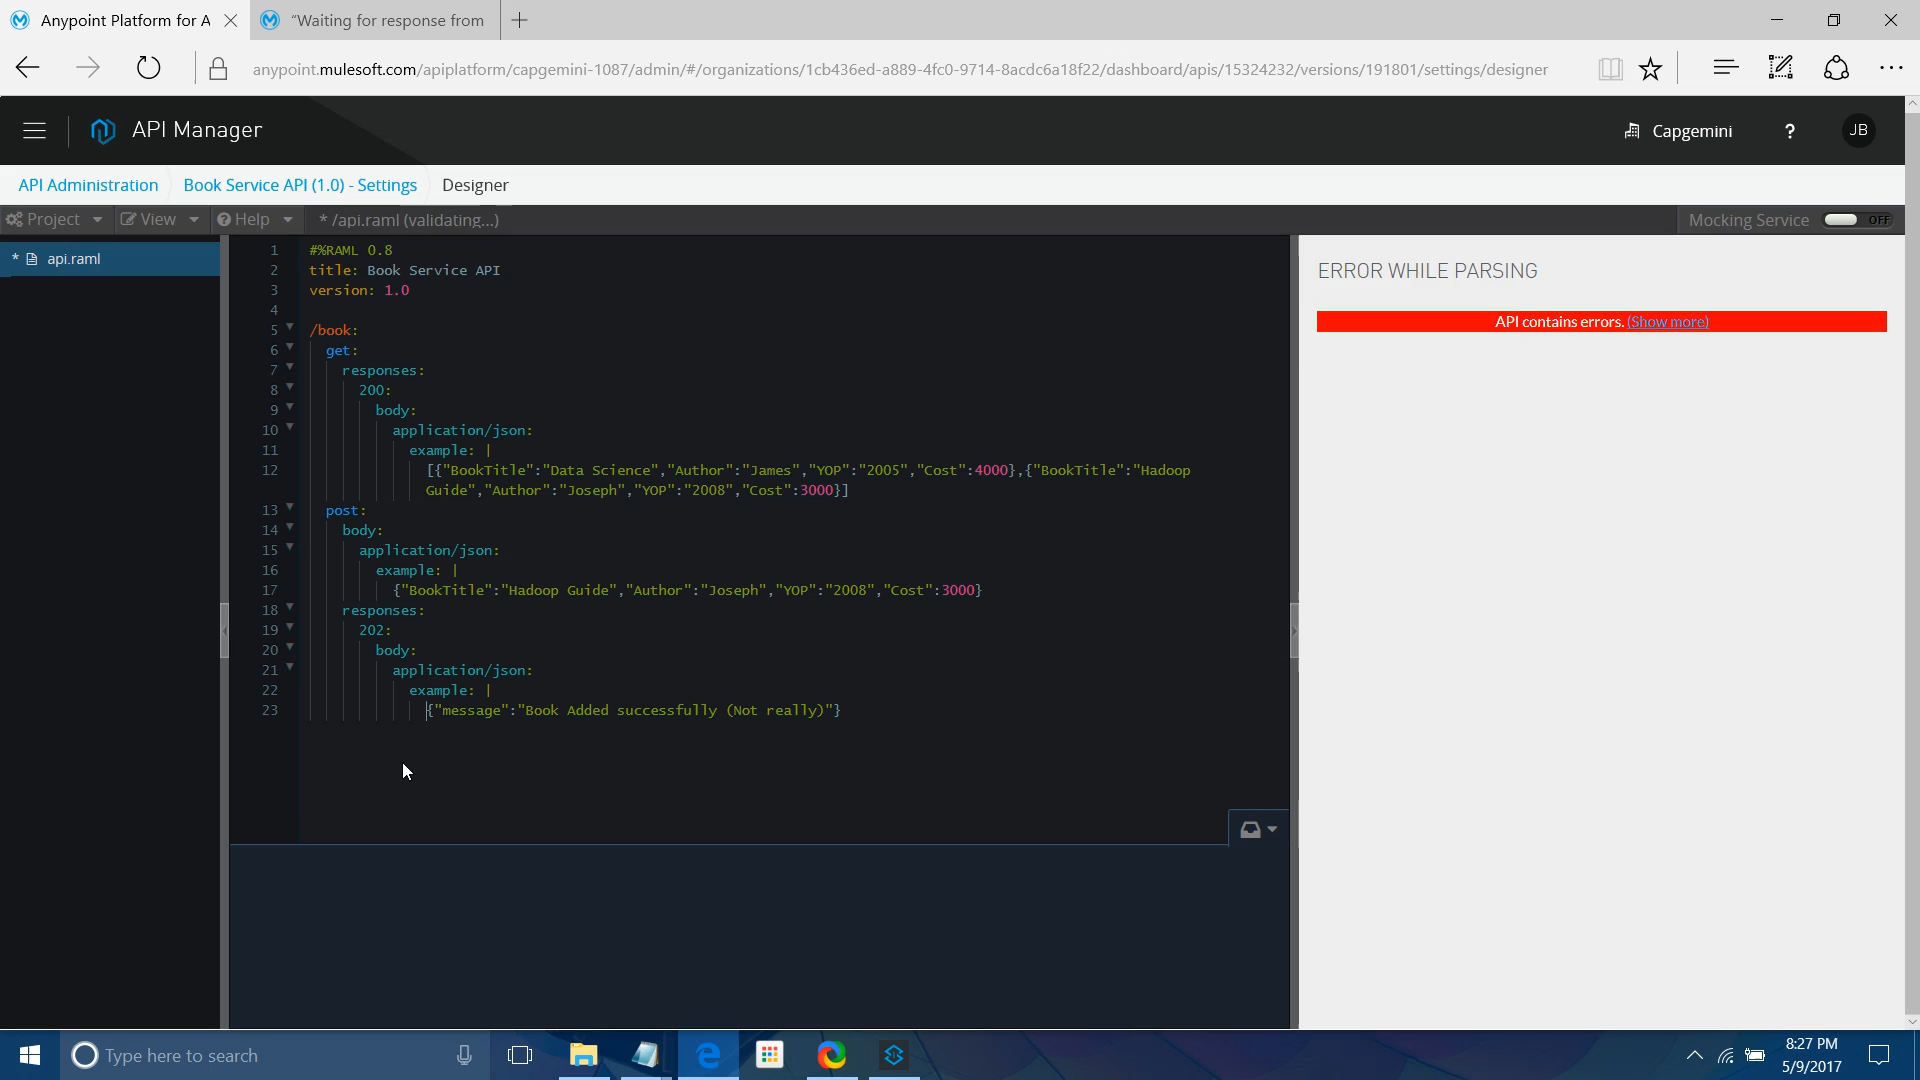 Anypoint Platform for A
"Waiting for response from
anypoint.mulesoft.com/apiplatform/capgemini-1087/admin/#/organizations/1cb436ed-a889-4fc0-9714-8acdc6a18f22/dashboard/apis/15324232/versions/191801/settings/designer
API Manager
Capgemini
?
JB
API Administration
Book Service API (1.0) - Settings
Designer
Project
View
Help
* /api.raml (validating...)
Mocking Service
OFF
* api.raml
1 #%RAML 0.8
2 title: Book Service API
3 version: 1.0
4
5 /book:
6 get:
7 responses:
8 200:
9 body:
10 application/json:
11 example: |
12 [{"BookTitle":"Data Science","Author":"James","YOP":"2005","Cost":4000},{"BookTitle":"Hadoop
Guide","Author":"Joseph","YOP":"2008","Cost":3000}]
13 post:
14 body:
15 application/json:
16 example: |
17 {"BookTitle":"Hadoop Guide","Author":"Joseph","YOP":"2008","Cost":3000}
18 responses:
19 202:
20 body:
21 application/json:
22 example: |
23 {"message":"Book Added successfully (Not really)"}
ERROR WHILE PARSING
API contains errors. (Show more)
Type here to search
8:27 PM
5/9/2017